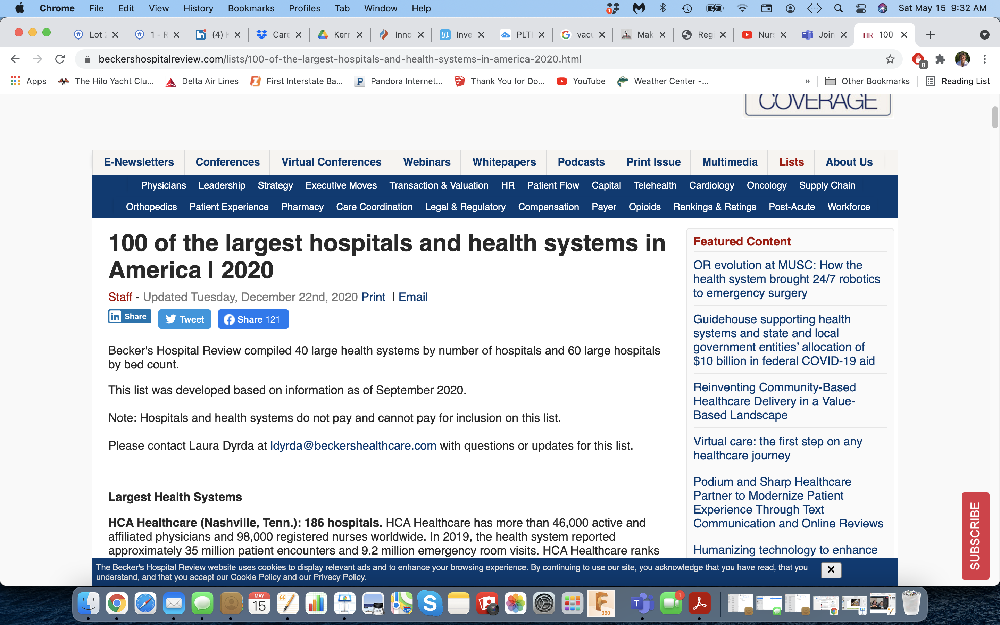 Chrome File Edit View History Bookmarks Profiles Tab Window Help 1 Sat May 15 9:32 AM
Lot 1 - R (4) Care Kerr Inno Inve PLT vacu Mak Reg Nurs Join HR 100
beckershospitalreview.com/lists/100-of-the-largest-hospitals-and-health-systems-in-america-2020.html 8
Apps The Hilo Yacht Clu... Delta Air Lines First Interstate Ba... Pandora Internet... Thank You for Do... YouTube Weather Center -... » Other Bookmarks Reading List
COVERAGE
E-Newsletters Conferences Virtual Conferences Webinars Whitepapers Podcasts Print Issue Multimedia Lists About Us
Physicians Leadership Strategy Executive Moves Transaction & Valuation HR Patient Flow Capital Telehealth Cardiology Oncology Supply Chain
Orthopedics Patient Experience Pharmacy Care Coordination Legal & Regulatory Compensation Payer Opioids Rankings & Ratings Post-Acute Workforce
100 of the largest hospitals and health systems in
America | 2020
Staff - Updated Tuesday, December 22nd, 2020 Print | Email
in Share Tweet Share 121
Becker's Hospital Review compiled 40 large health systems by number of hospitals and 60 large hospitals
by bed count.
This list was developed based on information as of September 2020.
Note: Hospitals and health systems do not pay and cannot pay for inclusion on this list.
Please contact Laura Dyrda at ldyrda@beckershealthcare.com with questions or updates for this list.
Largest Health Systems
HCA Healthcare (Nashville, Tenn.): 186 hospitals. HCA Healthcare has more than 46,000 active and
affiliated physicians and 98,000 registered nurses worldwide. In 2019, the health system reported
approximately 35 million patient encounters and 9.2 million emergency room visits. HCA Healthcare ranks
Featured Content
OR evolution at MUSC: How the
health system brought 24/7 robotics
to emergency surgery
Guidehouse supporting health
systems and state and local
government entities’ allocation of
$10 billion in federal COVID-19 aid
Reinventing Community-Based
Healthcare Delivery in a Value-
Based Landscape
Virtual care: the first step on any
healthcare journey
Podium and Sharp Healthcare
Partner to Modernize Patient
Experience Through Text
Communication and Online Reviews
Humanizing technology to enhance
SUBSCRIBE
The Becker's Hospital Review website uses cookies to display relevant ads and to enhance your browsing experience. By continuing to use our site, you acknowledge that you have read, that you
understand, and that you accept our Cookie Policy and our Privacy Policy.
MAY
15
280
S
F
360
T
1